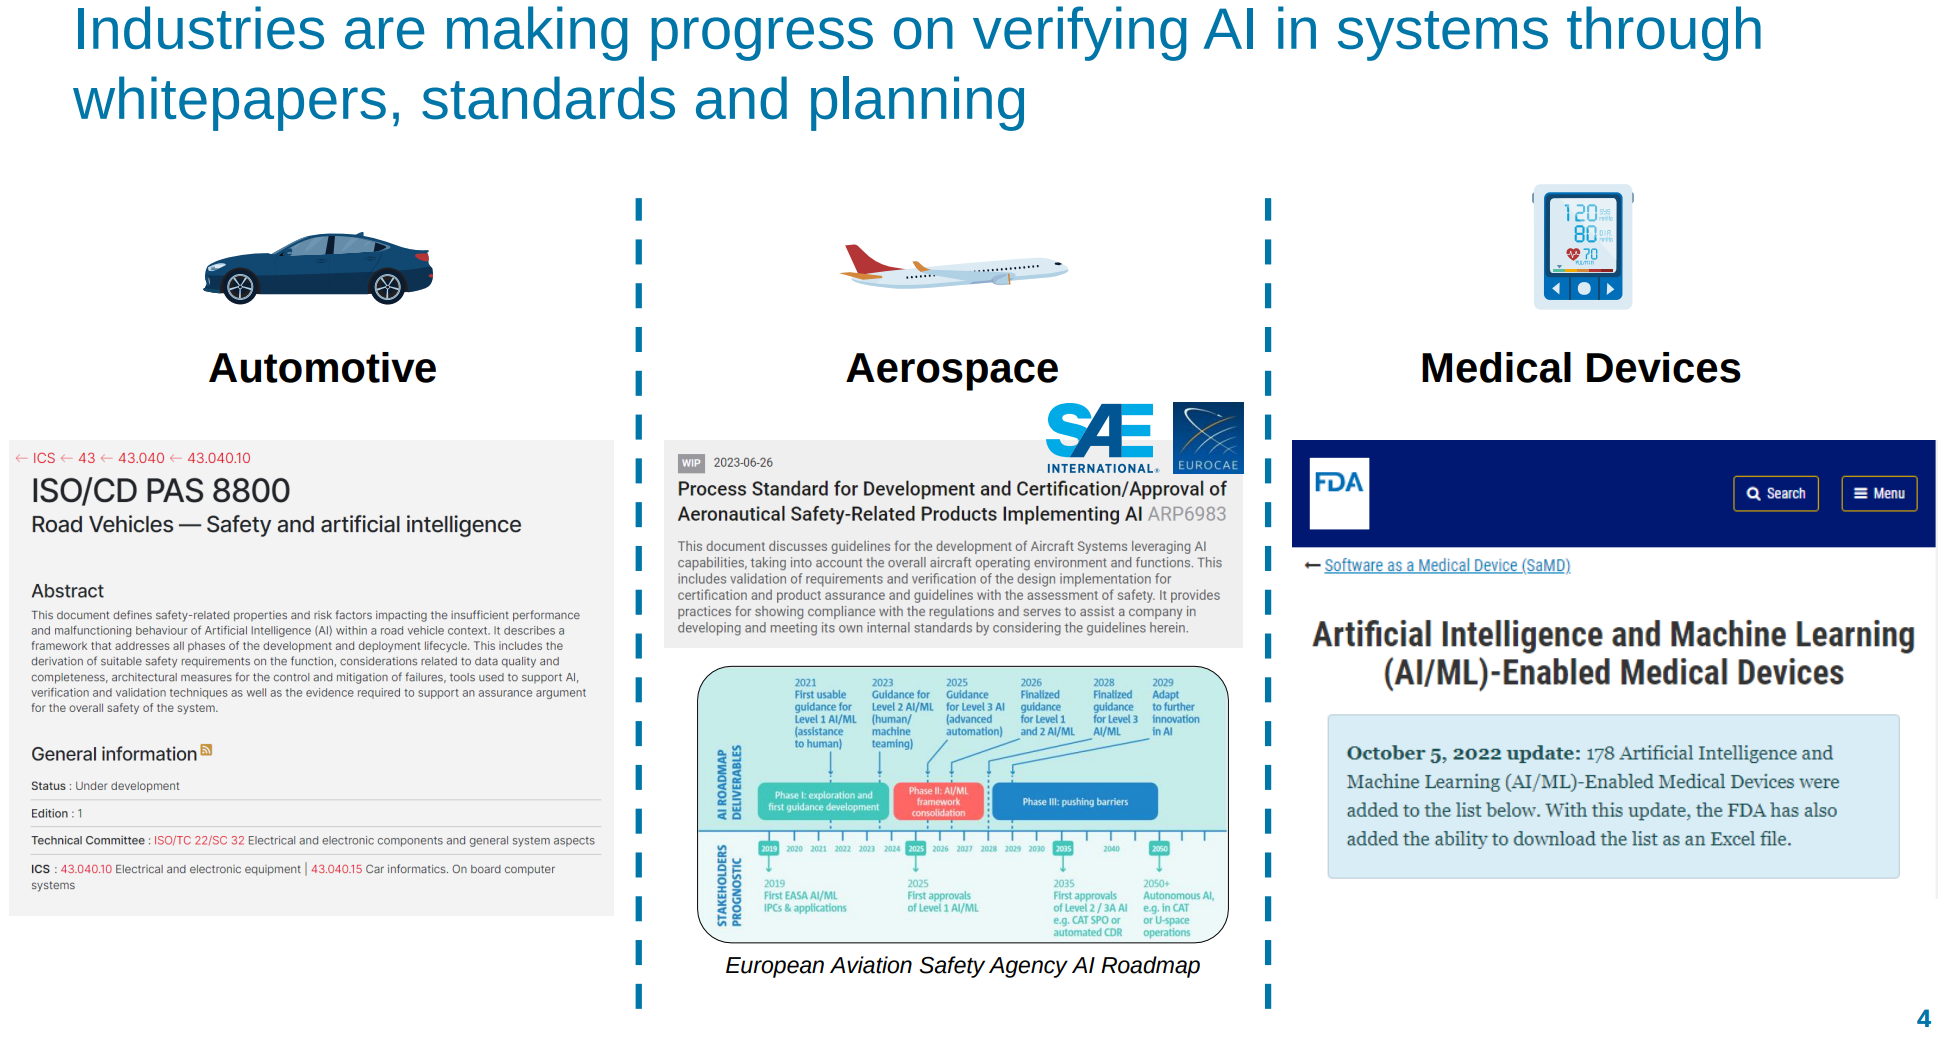 Industries are making progress on verifying AI in systems through
whitepapers, standards and planning
Automotive
← ICS ← 43 ← 43.040 ← 43.040.10
ISO/CD PAS 8800
Road Vehicles — Safety and artificial intelligence
Abstract
This document defines safety-related properties and risk factors impacting the insufficient performance
and malfunctioning behaviour of Artificial Intelligence (AI) within a road vehicle context. It describes a
framework that addresses all phases of the development and deployment lifecycle. This includes the
derivation of suitable safety requirements on the function, considerations related to data quality and
completeness, architectural measures for the control and mitigation of failures, tools used to support AI,
verification and validation techniques as well as the evidence required to support an assurance argument
for the overall safety of the system.
General information
Status : Under development
Edition : 1
Technical Committee : ISO/TC 22/SC 32 Electrical and electronic components and general system aspects
ICS : 43.040.10 Electrical and electronic equipment | 43.040.15 Car informatics. On board computer
systems
Aerospace
SAE
INTERNATIONAL®
EUROCAE
WIP 2023-06-26
Process Standard for Development and Certification/Approval of
Aeronautical Safety-Related Products Implementing AI ARP6983
This document discusses guidelines for the development of Aircraft Systems leveraging AI
capabilities, taking into account the overall aircraft operating environment and functions. This
includes validation of requirements and verification of the design implementation for
certification and product assurance and guidelines with the assessment of safety. It provides
practices for showing compliance with the regulations and serves to assist a company in
developing and meeting its own internal standards by considering the guidelines herein.
AI ROADMAP
DELIVERABLES
2021
First usable
guidance for
Level 1 AI/ML
(assistance
to human)
2023
Guidance for
Level 2 AI/ML
(human/
machine
teaming)
2025
Guidance
for Level 3 AI
(advanced
automation)
2026
Finalized
guidance
for Level 1
and 2 AI/ML
2028
Finalized
guidance
for Level 3
AI/ML
2029
Adapt
to further
innovation
in AI
Phase I: exploration and
first guidance development
Phase II: AI/ML
framework
consolidation
Phase III: pushing barriers
2019 2020 2021 2022 2023 2024 2025 2026 2027 2028 2029 2030 2035 2040 2050
STAKEHOLDERS
PROGNOSTIC
2019
First EASA AI/ML
IPCs & applications
2025
First approvals
of Level 1 AI/ML
2035
First approvals
of Level 2 / 3A AI
e.g. CAT SPO or
automated CDR
2050+
Autonomous AI,
e.g. in CAT
or U-space
operations
European Aviation Safety Agency AI Roadmap
120
80
70
Medical Devices
FDA
Search
Menu
← Software as a Medical Device (SaMD)
Artificial Intelligence and Machine Learning
(AI/ML)-Enabled Medical Devices
October 5, 2022 update: 178 Artificial Intelligence and
Machine Learning (AI/ML)-Enabled Medical Devices were
added to the list below. With this update, the FDA has also
added the ability to download the list as an Excel file.
4